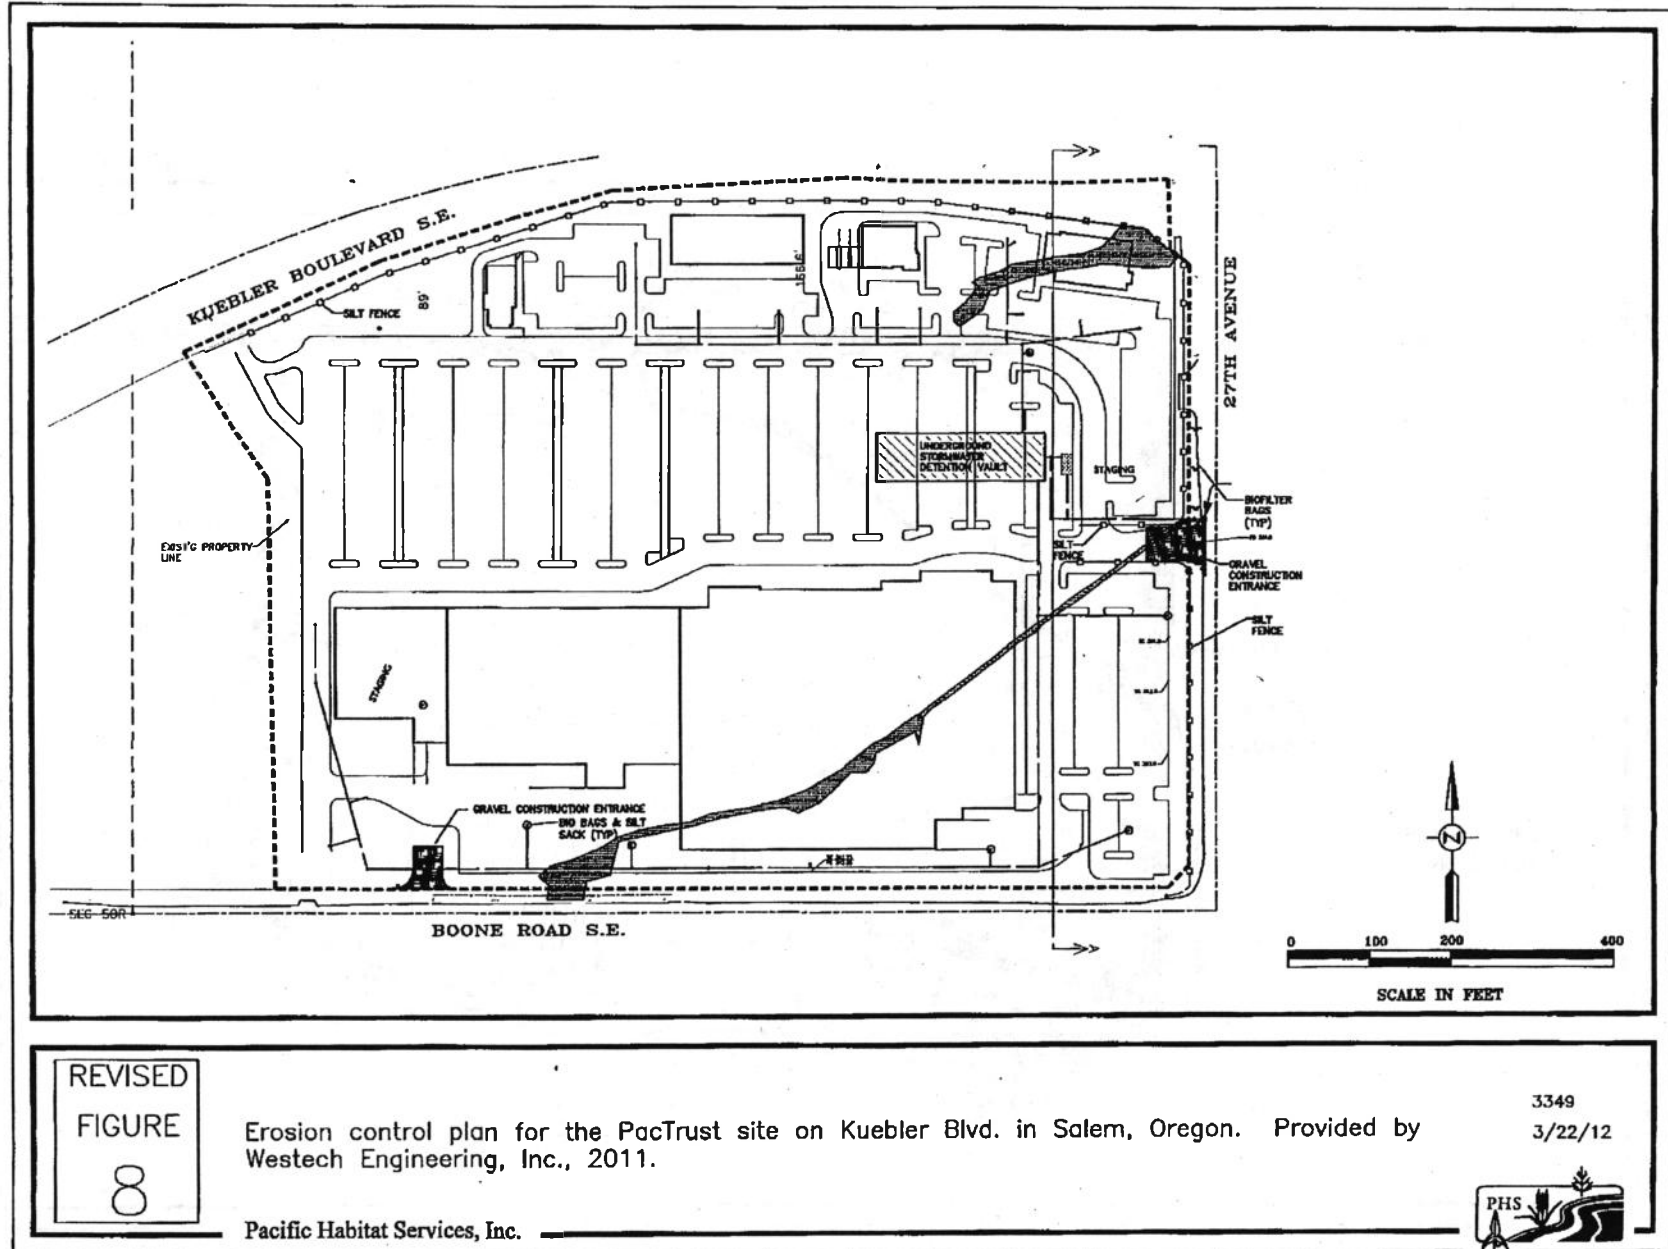 KUEBLER BOULEVARD S.E.
SILT FENCE
89'
155.6'
A
27TH AVENUE
UNDERGROUND
STORMWATER
DETENTION VAULT
STAGING
BIOFILTER
BAGS
(TYP)
SILT
FENCE
GRAVEL
CONSTRUCTION
ENTRANCE
SILT
FENCE
EXIST'G PROPERTY
LINE
STAGING
GRAVEL CONSTRUCTION ENTRANCE
BIO BAGS & SILT
SACK (TYP)
BOONE ROAD S.E.
A
N
0 100 200 400
SCALE IN FEET
REVISED
FIGURE
8
Erosion control plan for the PacTrust site on Kuebler Blvd. in Salem, Oregon. Provided by
Westech Engineering, Inc., 2011.
3349
3/22/12
Pacific Habitat Services, Inc.
PHS